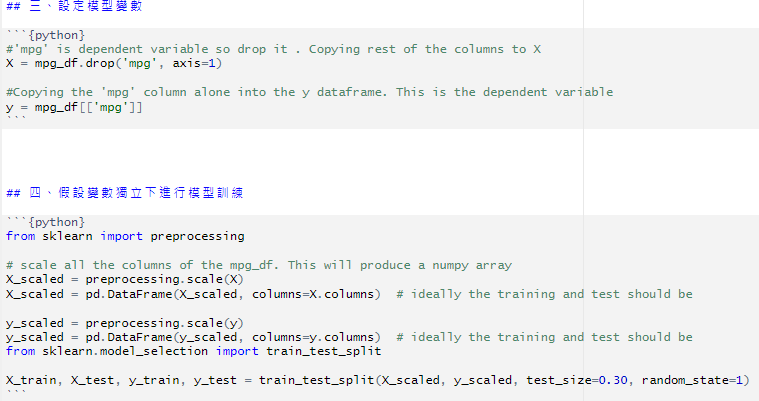 ## 三、設定模型變數
```{python}
#'mpg' is dependent variable so drop it . Copying rest of the columns to X
X = mpg_df.drop('mpg', axis=1)
#Copying the 'mpg' column alone into the y dataframe. This is the dependent variable
y = mpg_df[['mpg']]
```
## 四、假設變數獨立下進行模型訓練
```{python}
from sklearn import preprocessing
# scale all the columns of the mpg_df. This will produce a numpy array
X_scaled = preprocessing.scale(X)
X_scaled = pd.DataFrame(X_scaled, columns=X.columns)  # ideally the training and test should be
y_scaled = preprocessing.scale(y)
y_scaled = pd.DataFrame(y_scaled, columns=y.columns)  # ideally the training and test should be
from sklearn.model_selection import train_test_split
X_train, X_test, y_train, y_test = train_test_split(X_scaled, y_scaled, test_size=0.30, random_state=1)
```